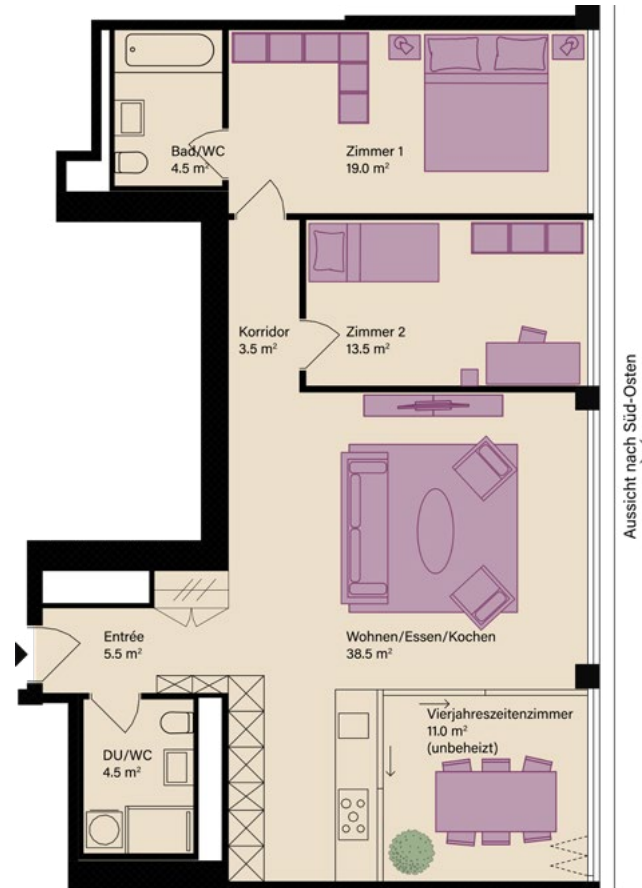 Bad/WC
4.5 m²
Zimmer 1
19.0 m²
Korridor
3.5 m²
Zimmer 2
13.5 m²
Aussicht nach Süd-Osten
Entrée
5.5 m²
Wohnen/Essen/Kochen
38.5 m²
Vierjahreszeitenzimmer
11.0 m²
(unbeheizt)
DU/WC
4.5 m²